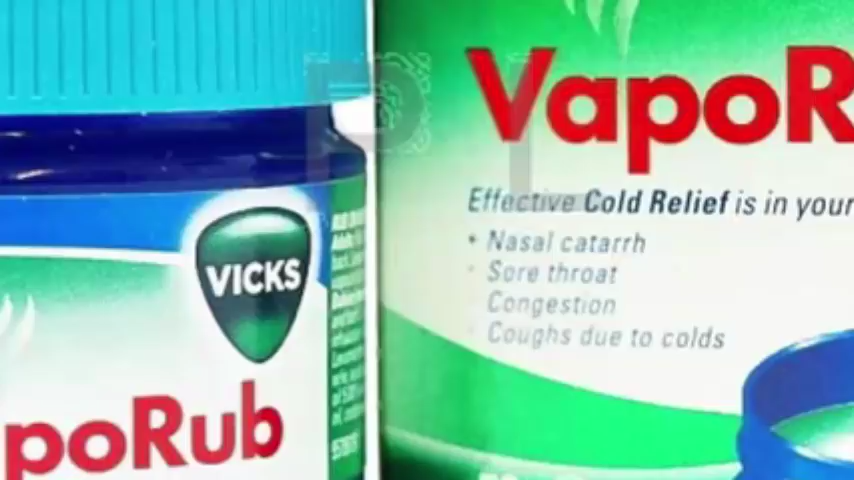 VICKS
poRub
VapoR
Effective Cold Relief is in your
• Nasal catarrh
• Sore throat
Congestion
• Coughs due to colds